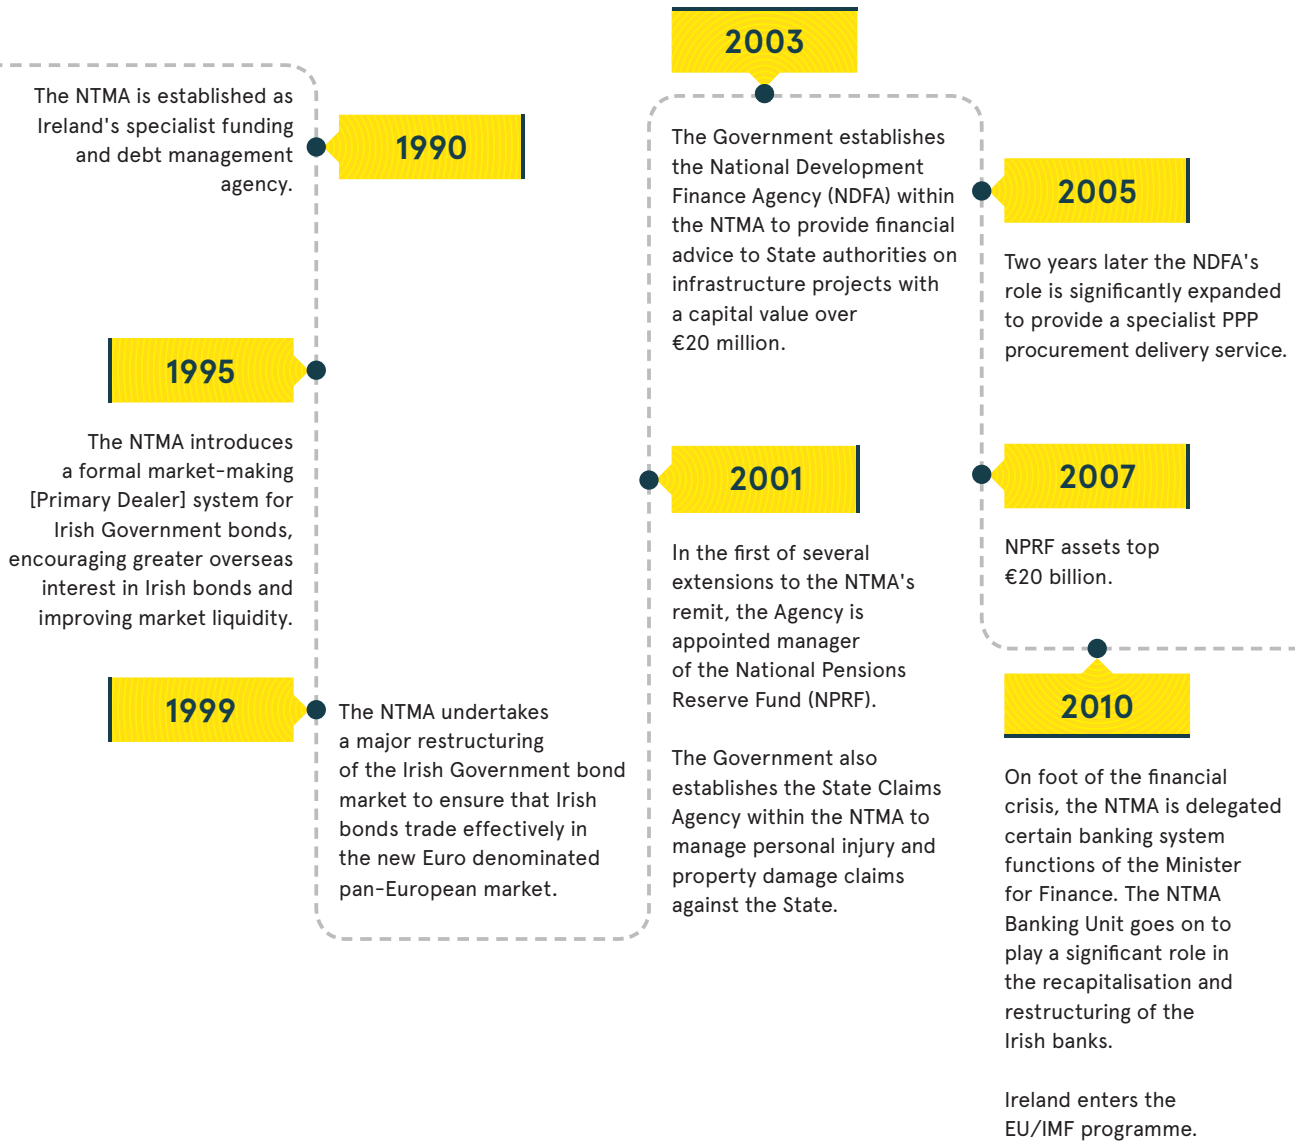 The NTMA is established as
Ireland's specialist funding
and debt management
agency.
1990
1995
The NTMA introduces
a formal market-making
[Primary Dealer] system for
Irish Government bonds,
encouraging greater overseas
interest in Irish bonds and
improving market liquidity.
1999
The NTMA undertakes
a major restructuring
of the Irish Government bond
market to ensure that Irish
bonds trade effectively in
the new Euro denominated
pan-European market.
2001
In the first of several
extensions to the NTMA's
remit, the Agency is
appointed manager
of the National Pensions
Reserve Fund (NPRF).
The Government also
establishes the State Claims
Agency within the NTMA to
manage personal injury and
property damage claims
against the State.
2003
The Government establishes
the National Development
Finance Agency (NDFA) within
the NTMA to provide financial
advice to State authorities on
infrastructure projects with
a capital value over
€20 million.
2005
Two years later the NDFA's
role is significantly expanded
to provide a specialist PPP
procurement delivery service.
2007
NPRF assets top
€20 billion.
2010
On foot of the financial
crisis, the NTMA is delegated
certain banking system
functions of the Minister
for Finance. The NTMA
Banking Unit goes on to
play a significant role in
the recapitalisation and
restructuring of the
Irish banks.
Ireland enters the
EU/IMF programme.